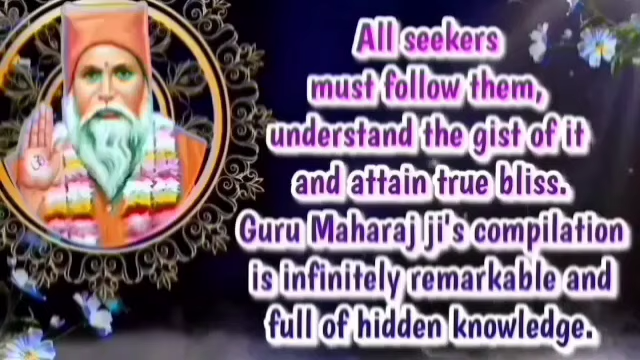 All seekers
must follow them,
understand the gist of it
and attain true bliss.
Guru Maharaj ji's compilation
is infinitely remarkable and
full of hidden knowledge.
ॐ